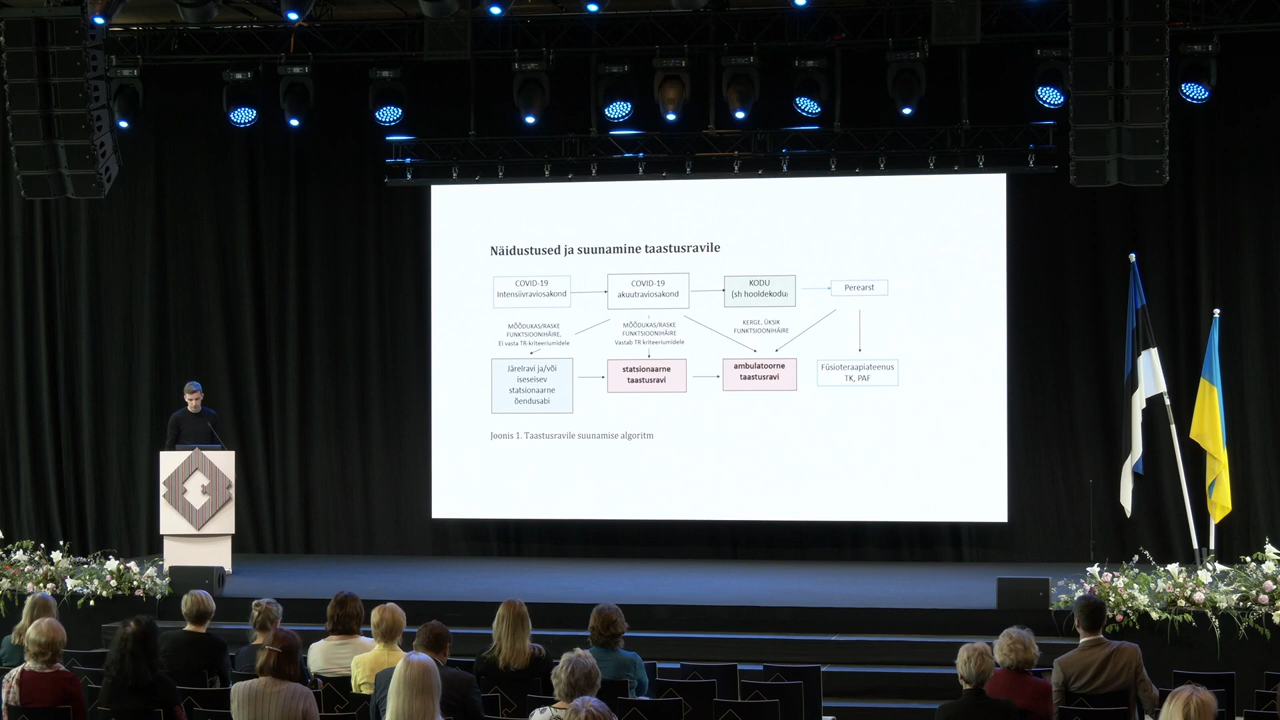 Näidustused ja suunamine taastusravile
COVID-19
Intensiivraviosakond
COVID-19
akuutraviosakond
KODU
(sh hooldekodu)
Perearst
MÕÕDUKAS/RASKE
FUNKTSIOONIHÄIRE,
Ei vasta TR-kriteeriumidele
MÕÕDUKAS/RASKE
FUNKTSIOONIHÄIRE
Vastab TR kriteeriumidele
KERGE, ÜKSIK
FUNKTSIOONIHÄIRE
Järelravi ja/või
iseseisev
statsionaarne
õendusabi
statsionaarne
taastusravi
ambulatoorne
taastusravi
Füsioteraapiateenus
TK, PAF
Joonis 1. Taastusravile suunamise algoritm